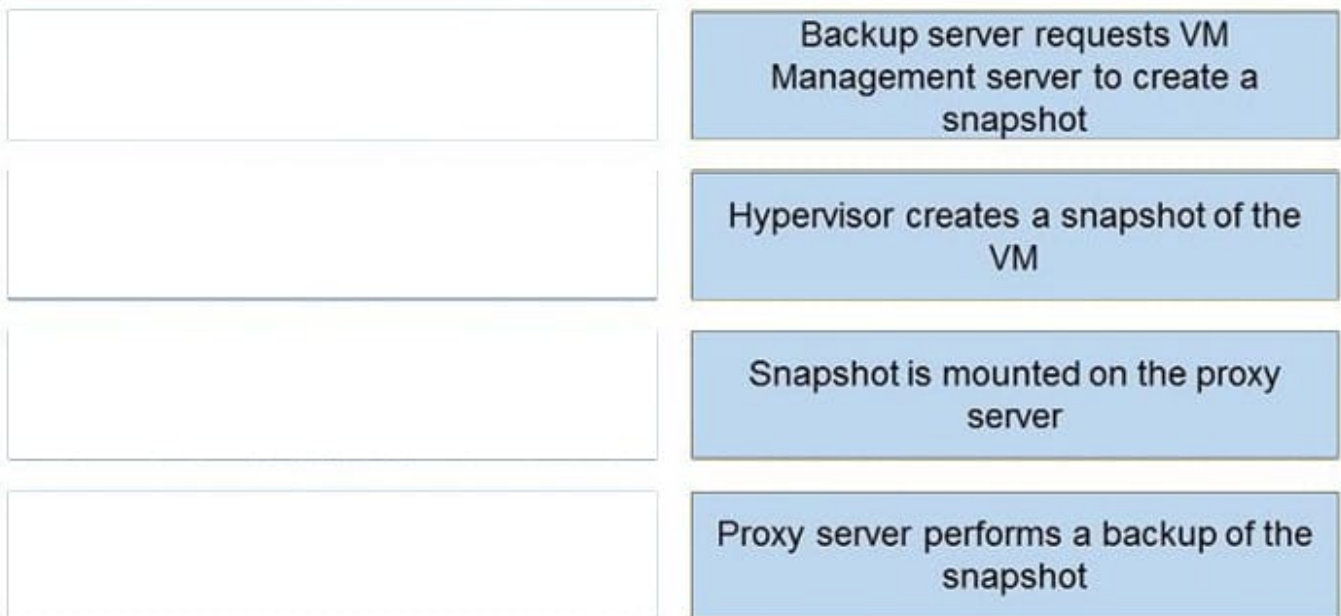 Backup server requests VM
Management server to create a
snapshot
Hypervisor creates a snapshot of the
VM
Snapshot is mounted on the proxy
server
Proxy server performs a backup of the
snapshot